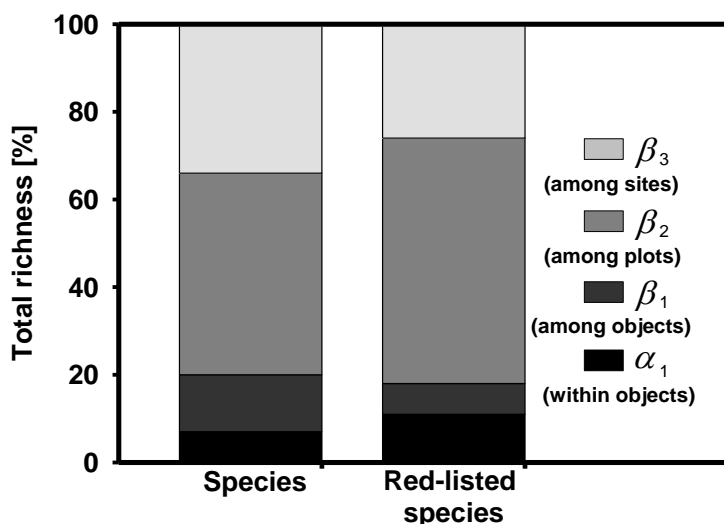 Total richness [%]
100
80
60
40
20
0
Species
Red-listed
species
β3
(among sites)
β2
(among plots)
β1
(among objects)
α1
(within objects)